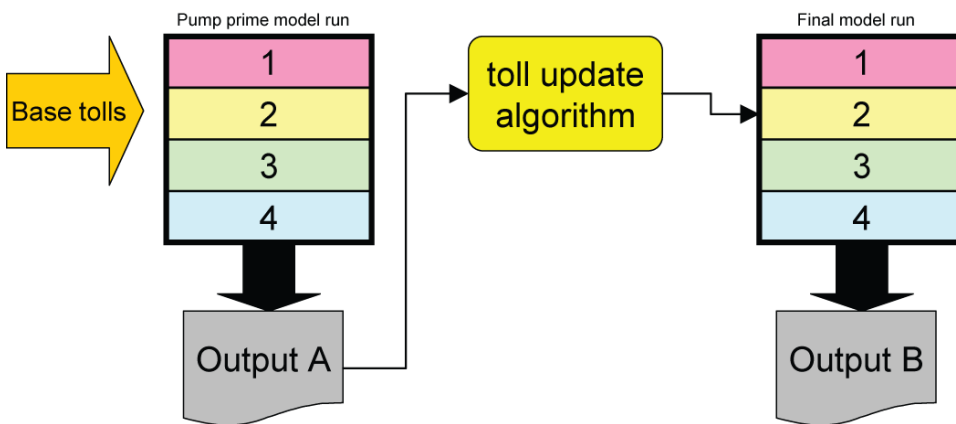 Pump prime model run
Final model run
Base tolls
1
2
3
4
toll update
algorithm
1
2
3
4
Output A
Output B